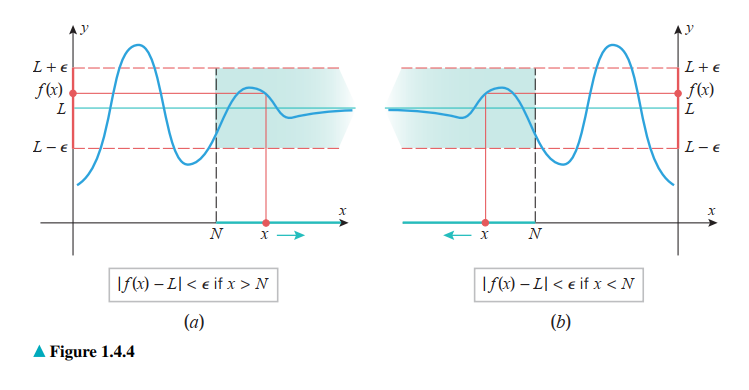 y
L + ϵ
f(x)
L
L − ϵ
N
x
x
|f(x) − L| < ϵ if x > N
(a)
y
L + ϵ
f(x)
L
L − ϵ
x
N
x
|f(x) − L| < ϵ if x < N
(b)
▲ Figure 1.4.4